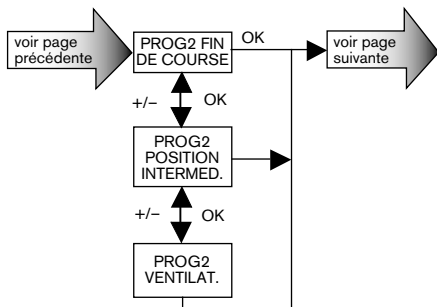 voir page
précédente
PROG2 FIN
DE COURSE
OK
voir page
suivante
+/–
OK
PROG2
POSITION
INTERMED.
+/–
OK
PROG2
VENTILAT.